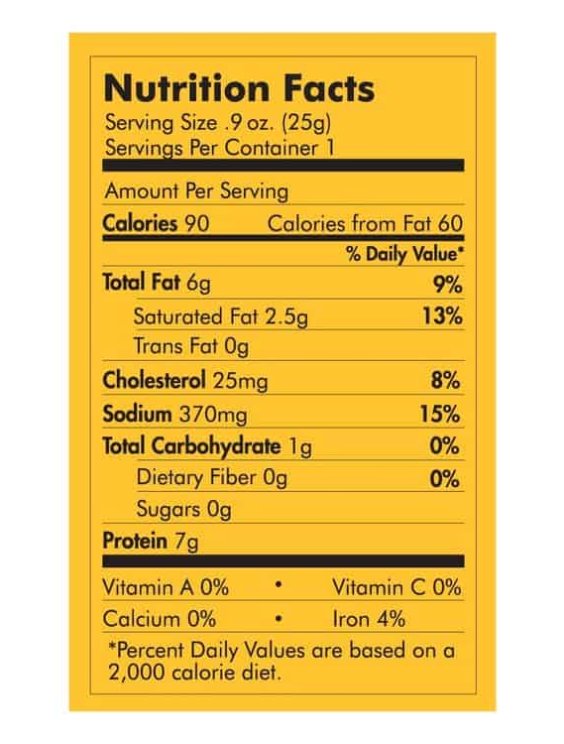 Nutrition Facts
Serving Size .9 oz. (25g)
Servings Per Container 1
Amount Per Serving
Calories 90 Calories from Fat 60
% Daily Value*
Total Fat 6g 9%
Saturated Fat 2.5g 13%
Trans Fat 0g
Cholesterol 25mg 8%
Sodium 370mg 15%
Total Carbohydrate 1g 0%
Dietary Fiber 0g 0%
Sugars 0g
Protein 7g
Vitamin A 0% • Vitamin C 0%
Calcium 0% • Iron 4%
*Percent Daily Values are based on a
2,000 calorie diet.